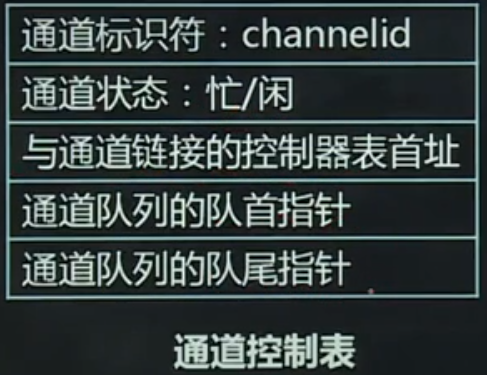 通道标识符：channelid
通道状态：忙/闲
与通道链接的控制器表首址
通道队列的队首指针
通道队列的队尾指针
通道控制表